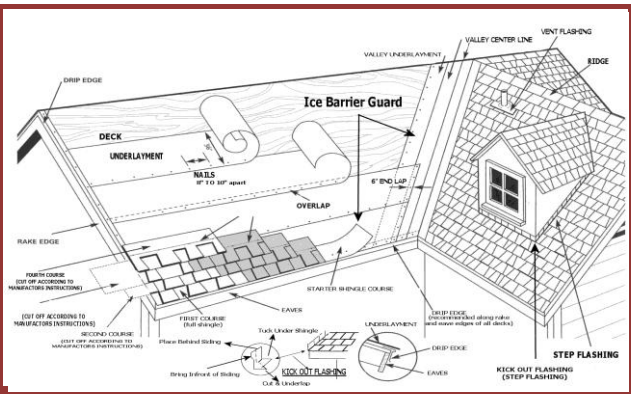 VENT FLASHING
VALLEY CENTER LINE
VALLEY UNDERLAYMENT
RIDGE
DRIP EDGE
Ice Barrier Guard
DECK
UNDERLAYMENT
NAILS
8" TO 10" apart
6" END LAP
OVERLAP
RAKE EDGE
FOURTH COURSE
(CUT OFF ACCORDING TO
MANUFACTORS INSTRUCTIONS)
STARTER SHINGLE COURSE
(CUT OFF ACCORDING TO
MANUFACTORS INSTRUCTIONS)
FIRST COURSE
(full shingle)
EAVES
DRIP EDGE
(recommended along rake
and eave edges of all decks)
SECOND COURSE
(CUT OFF ACCORDING TO
MANUFACTORS INSTRUCTIONS)
Place Behind Siding
Tuck Under Shingle
UNDERLAYMENT
DRIP EDGE
EAVES
STEP FLASHING
KICK OUT FLASHING
(STEP FLASHING)
Bring Infront of Siding
KICK OUT FLASHING
Cut & Underlap